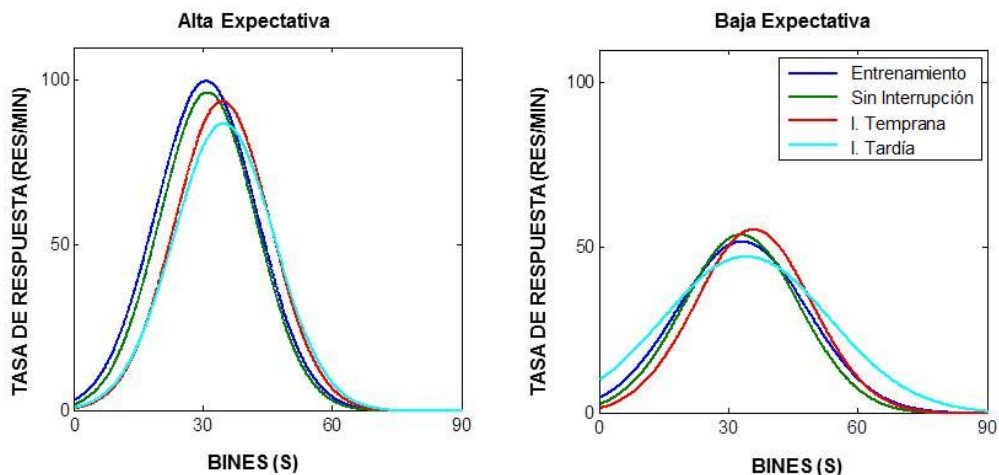 Alta Expectativa
TASA DE RESPUESTA (RES/MIN)
100
50
0
0 30 60 90
BINES (S)
Baja Expectativa
TASA DE RESPUESTA (RES/MIN)
100
50
0
0 30 60 90
BINES (S)
Entrenamiento
Sin Interrupción
I. Temprana
I. Tardía